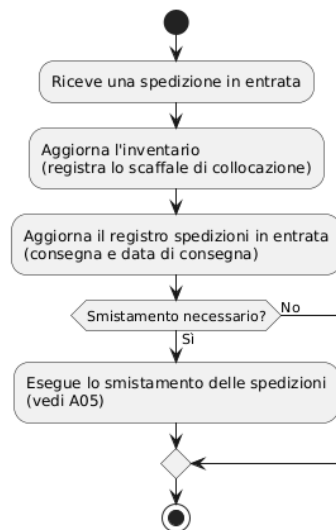 Riceve una spedizione in entrata
Aggiorna l'inventario
(registra lo scaffale di collocazione)
Aggiorna il registro spedizioni in entrata
(consegna e data di consegna)
Smistamento necessario?
No
Sì
Esegue lo smistamento delle spedizioni
(vedi A05)